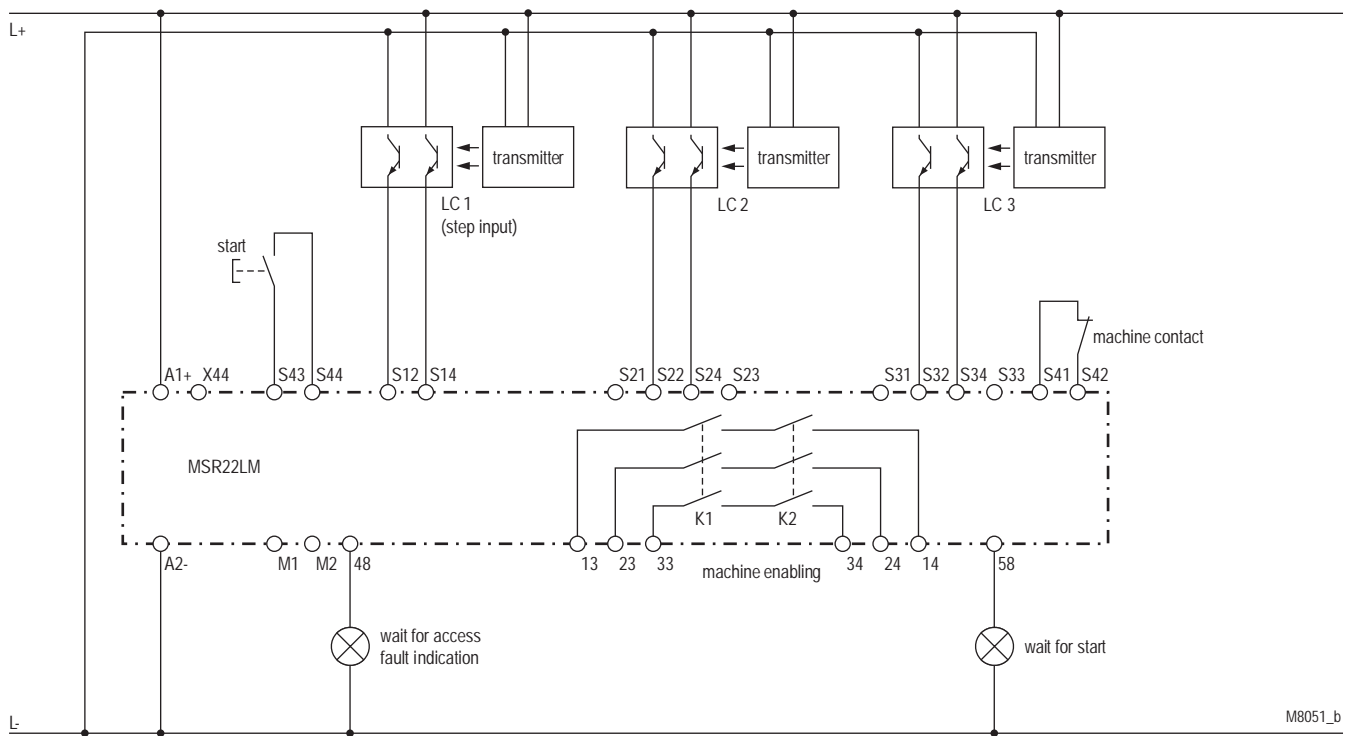 L+
transmitter
transmitter
transmitter
LC 1
(step input)
LC 2
LC 3
start
machine contact
A1+ X44 S43 S44 S12 S14 S21 S22 S24 S23 S31 S32 S34 S33 S41 S42
MSR22LM
K1 K2
A2- M1 M2 48 13 23 33 machine enabling 34 24 14 58
wait for access
fault indication
wait for start
L-
M8051_b